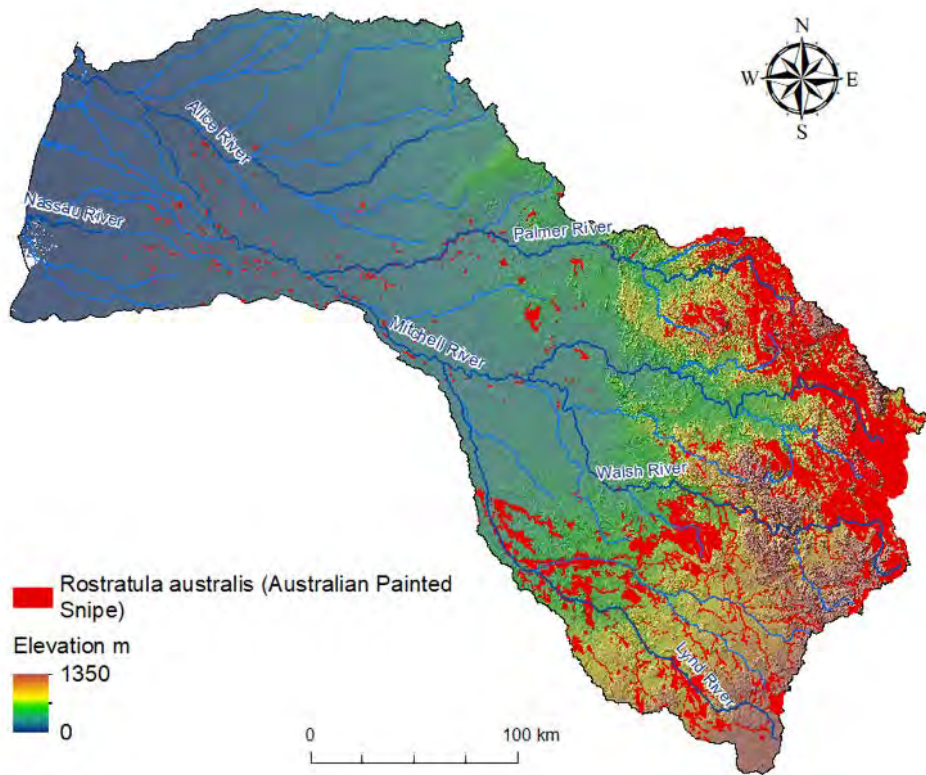 N
W E
S
Alice River
Nassau River
Palmer River
Mitchell River
Walsh River
Rostratula australis (Australian Painted
Snipe)
Elevation m
1350
0
Lynd River
0 100 km